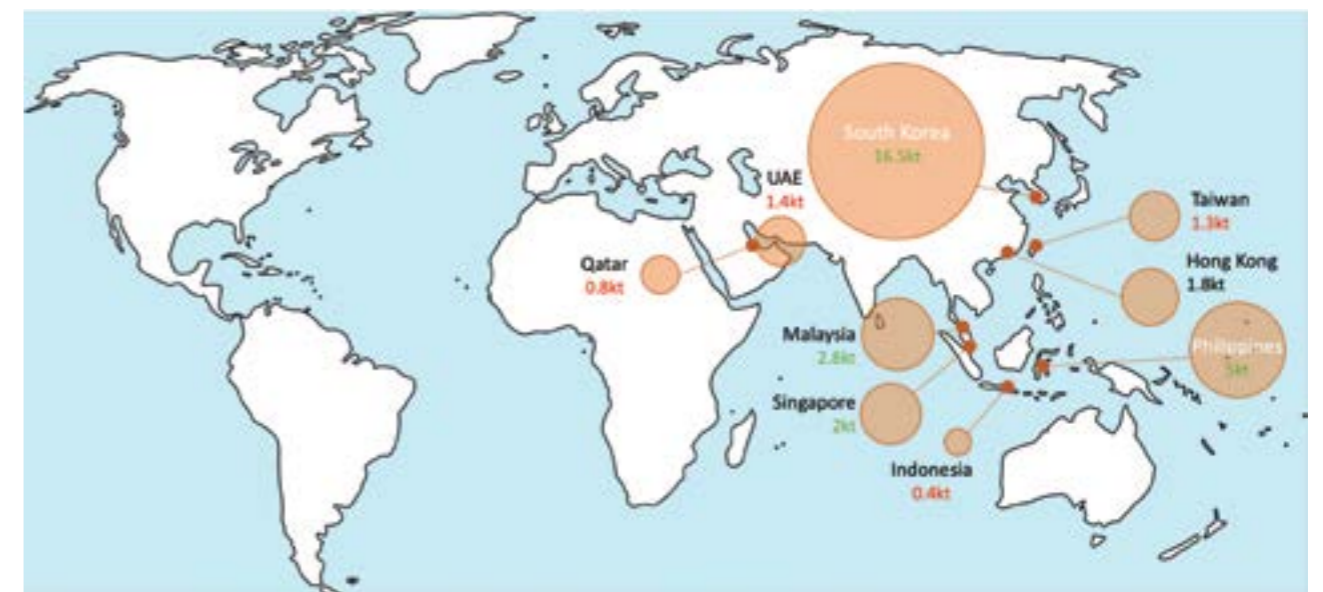 South Korea
16.5kt
UAE
1.4kt
Taiwan
1.3kt
Qatar
0.8kt
Hong Kong
1.8kt
Malaysia
2.8kt
Philippines
5kt
Singapore
2kt
Indonesia
0.4kt